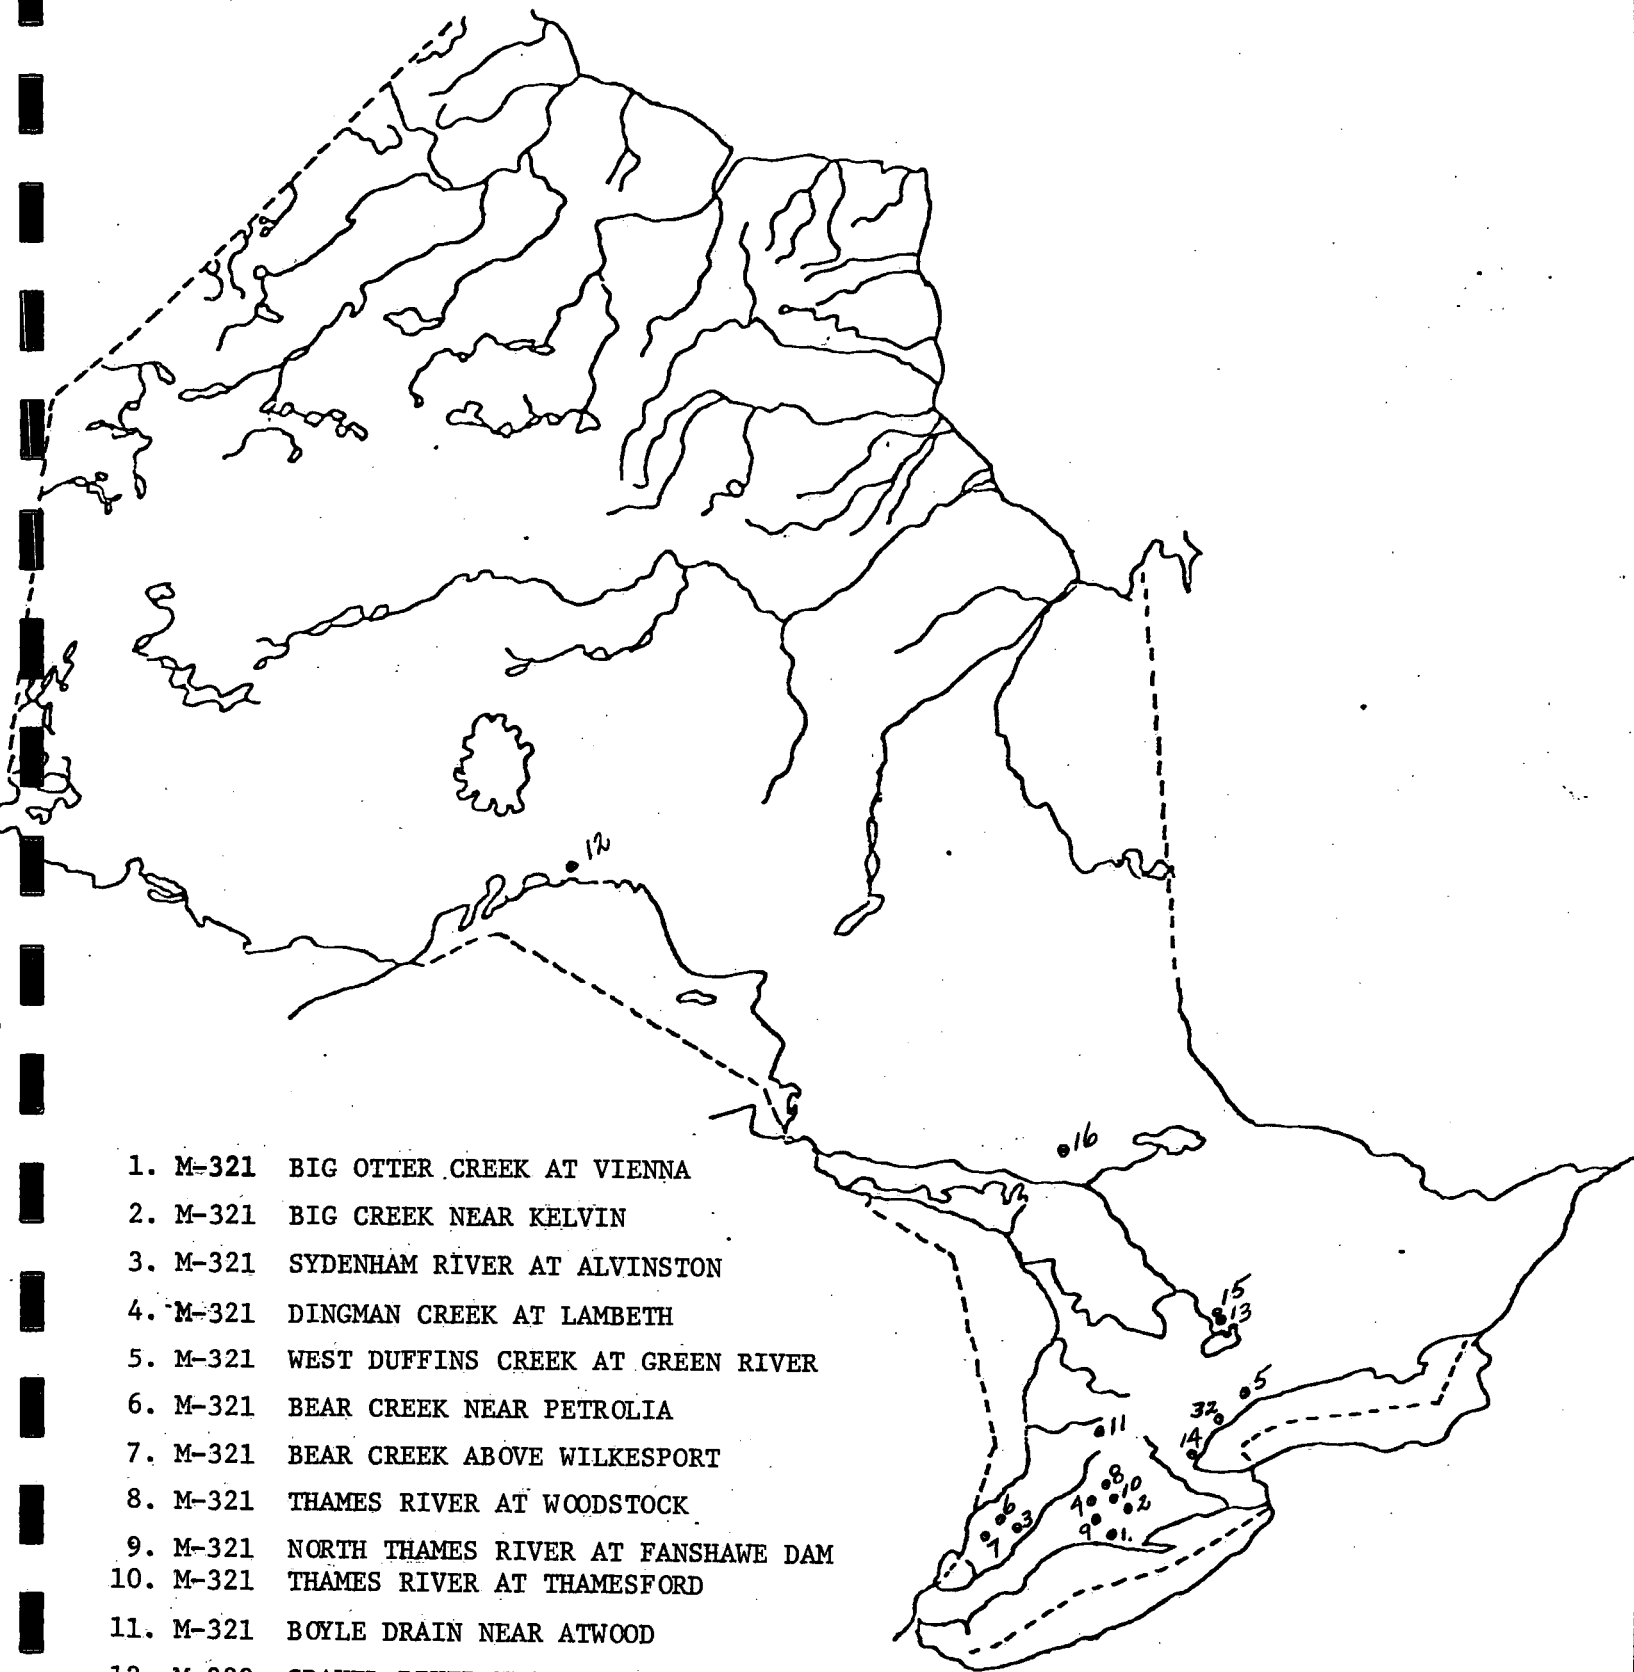 12
16
15
13
5
32
14
11
8
10
4
2
6
3
9
1.
7
1. M-321 BIG OTTER CREEK AT VIENNA
2. M-321 BIG CREEK NEAR KELVIN
3. M-321 SYDENHAM RIVER AT ALVINSTON
4. M-321 DINGMAN CREEK AT LAMBETH
5. M-321 WEST DUFFINS CREEK AT GREEN RIVER
6. M-321 BEAR CREEK NEAR PETROLIA
7. M-321 BEAR CREEK ABOVE WILKESPORT
8. M-321 THAMES RIVER AT WOODSTOCK
9. M-321 NORTH THAMES RIVER AT FANSHAWE DAM
10. M-321 THAMES RIVER AT THAMESFORD
11. M-321 BOYLE DRAIN NEAR ATWOOD